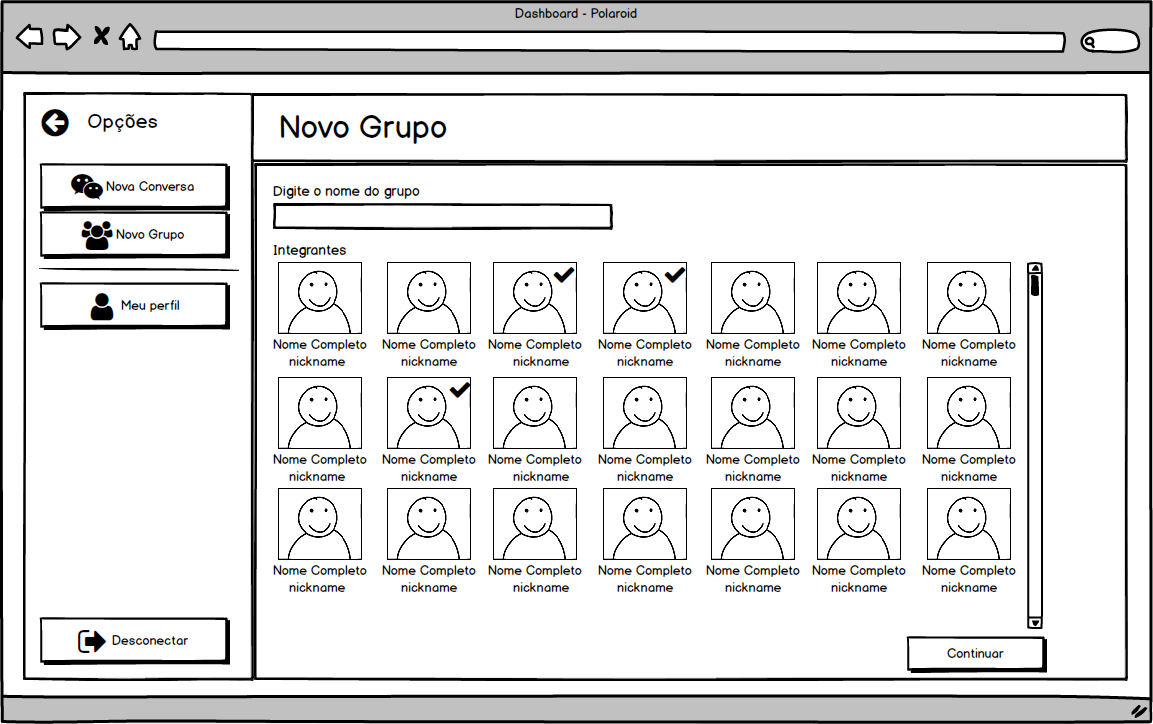 Dashboard - Polaroid
Opções
Nova Conversa
Novo Grupo
Meu perfil
Desconectar
Novo Grupo
Digite o nome do grupo
Integrantes
Nome Completo Nome Completo Nome Completo Nome Completo Nome Completo Nome Completo Nome Completo
nickname nickname nickname nickname nickname nickname nickname
Nome Completo Nome Completo Nome Completo Nome Completo Nome Completo Nome Completo Nome Completo
nickname nickname nickname nickname nickname nickname nickname
Nome Completo Nome Completo Nome Completo Nome Completo Nome Completo Nome Completo Nome Completo
nickname nickname nickname nickname nickname nickname nickname
Continuar